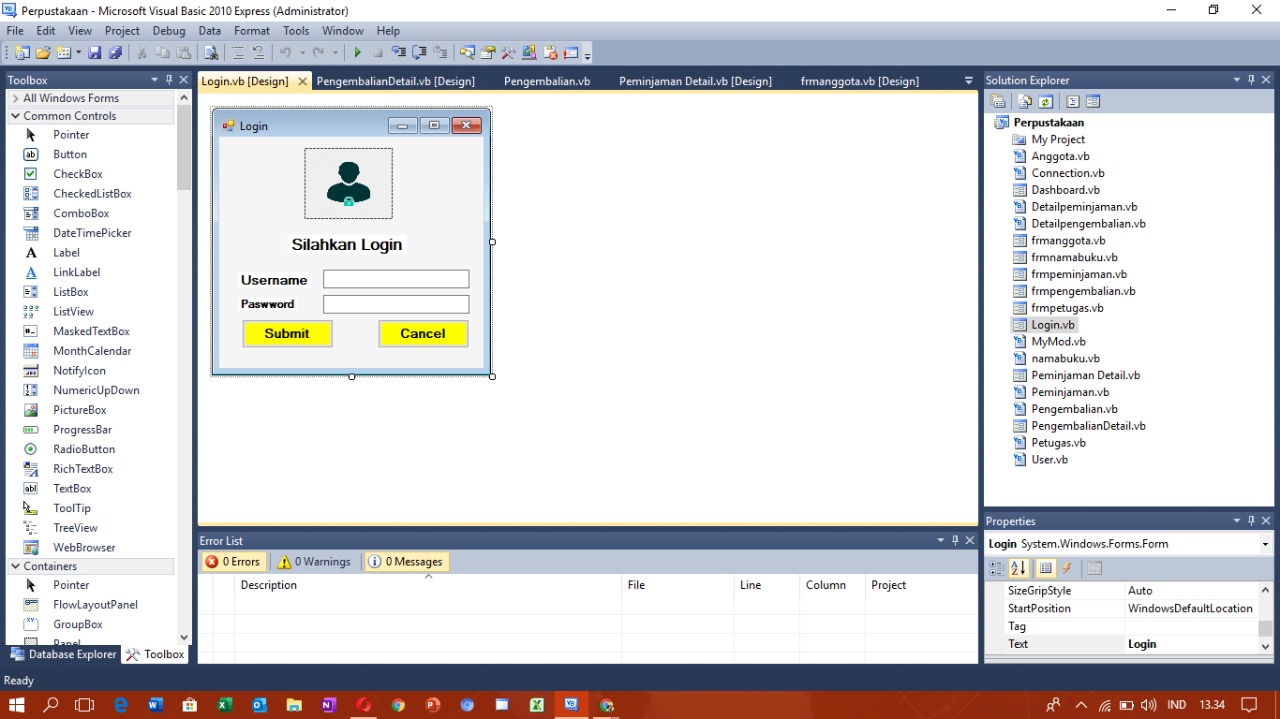 Perpustakaan - Microsoft Visual Basic 2010 Express (Administrator)
File Edit View Project Debug Data Format Tools Window Help
Toolbox
All Windows Forms
Common Controls
Pointer
Button
CheckBox
CheckedListBox
ComboBox
DateTimePicker
Label
LinkLabel
ListBox
ListView
MaskedTextBox
MonthCalendar
NotifyIcon
NumericUpDown
PictureBox
ProgressBar
RadioButton
RichTextBox
TextBox
ToolTip
TreeView
WebBrowser
Containers
Pointer
FlowLayoutPanel
GroupBox
Panel
Database Explorer Toolbox
Login.vb [Design] PengembalianDetail.vb [Design] Pengembalian.vb Peminjaman Detail.vb [Design] frmanggota.vb [Design]
Login
Silahkan Login
Username
Paswword
Submit Cancel
Error List
0 Errors 0 Warnings 0 Messages
Description File Line Column Project
Solution Explorer
Perpustakaan
My Project
Anggota.vb
Connection.vb
Dashboard.vb
Detailpeminjaman.vb
Detailpengembalian.vb
frmanggota.vb
frmnamabuku.vb
frmpeminjaman.vb
frmpengembalian.vb
frmpetugas.vb
Login.vb
MyMod.vb
namabuku.vb
Peminjaman Detail.vb
Peminjaman.vb
Pengembalian.vb
PengembalianDetail.vb
Petugas.vb
User.vb
Properties
Login System.Windows.Forms.Form
SizeGripStyle Auto
StartPosition WindowsDefaultLocation
Tag
Text Login
Ready
IND 13.34